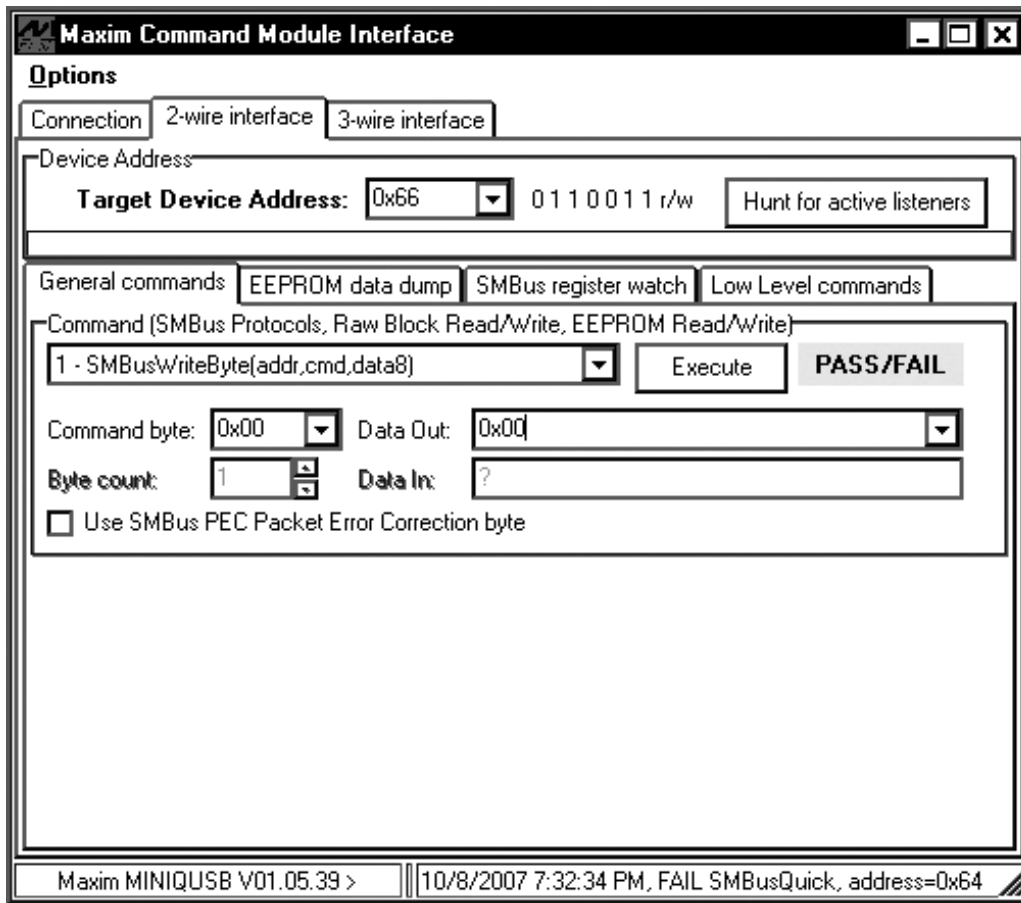 Maxim Command Module Interface
Options
Connection 2-wire interface 3-wire interface
Device Address
Target Device Address: 0x66 0 1 1 0 0 1 1 r/w Hunt for active listeners
General commands EEPROM data dump SMBus register watch Low Level commands
Command (SMBus Protocols, Raw Block Read/Write, EEPROM Read/Write)
1 - SMBusWriteByte(addr,cmd,data8) Execute PASS/FAIL
Command byte: 0x00 Data Out: 0x00
Byte count: 1 Data In: ?
Use SMBus PEC Packet Error Correction byte
Maxim MINIQUSB V01.05.39 > 10/8/2007 7:32:34 PM, FAIL SMBusQuick, address=0x64